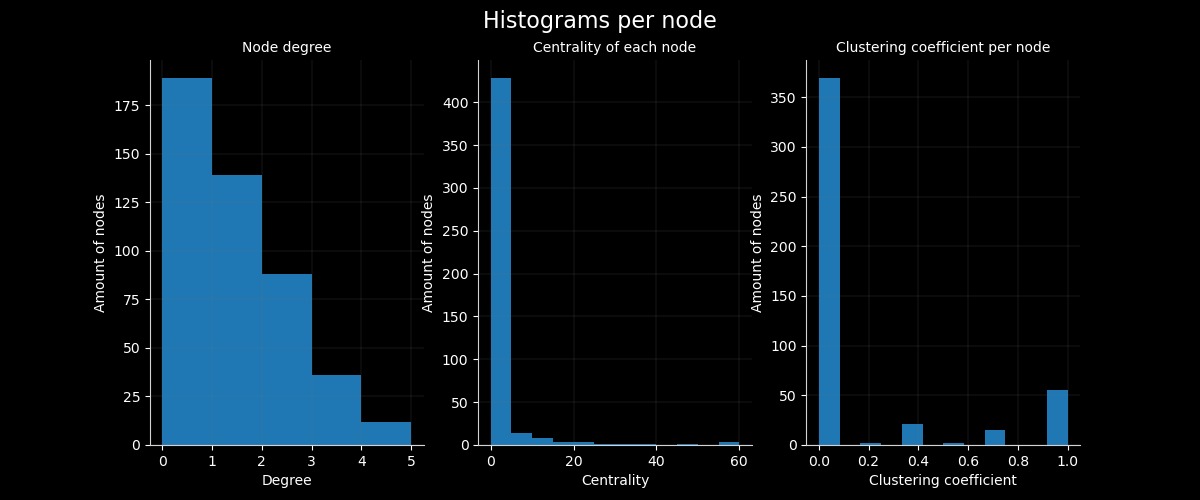 Histograms per node
Node degree
Amount of nodes
175
150
125
100
75
50
25
0
0 1 2 3 4 5
Degree
Centrality of each node
Amount of nodes
400
350
300
250
200
150
100
50
0
0 20 40 60
Centrality
Clustering coefficient per node
Amount of nodes
350
300
250
200
150
100
50
0
0.0 0.2 0.4 0.6 0.8 1.0
Clustering coefficient